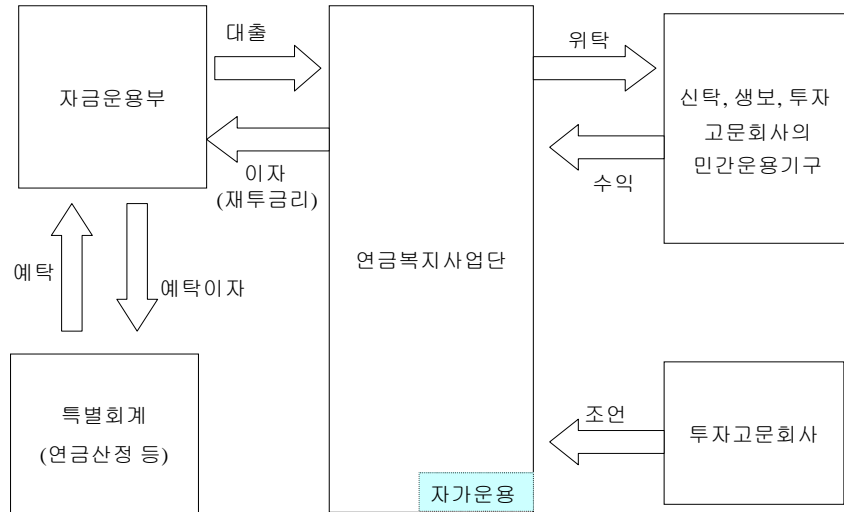 대출
위탁
자금운용부
신탁, 생보, 투자
고문회사의
민간운용기구
이자
(재투금리)
수익
연금복지사업단
예탁
예탁이자
특별회계
(연금산정 등)
조언
투자고문회사
자가운용